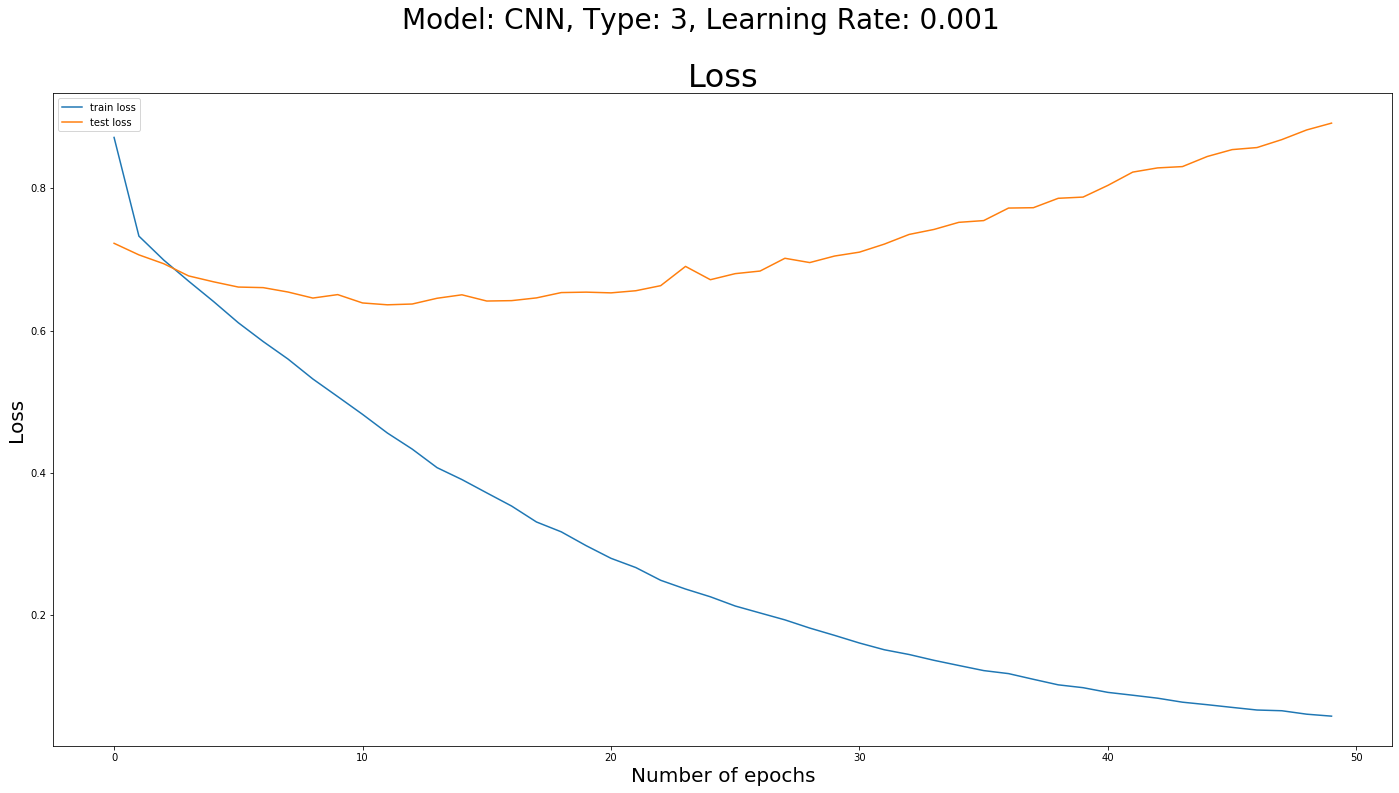 Model: CNN, Type: 3, Learning Rate: 0.001
Loss
train loss
test loss
Loss
0.8
0.6
0.4
0.2
0 10 20 30 40 50
Number of epochs